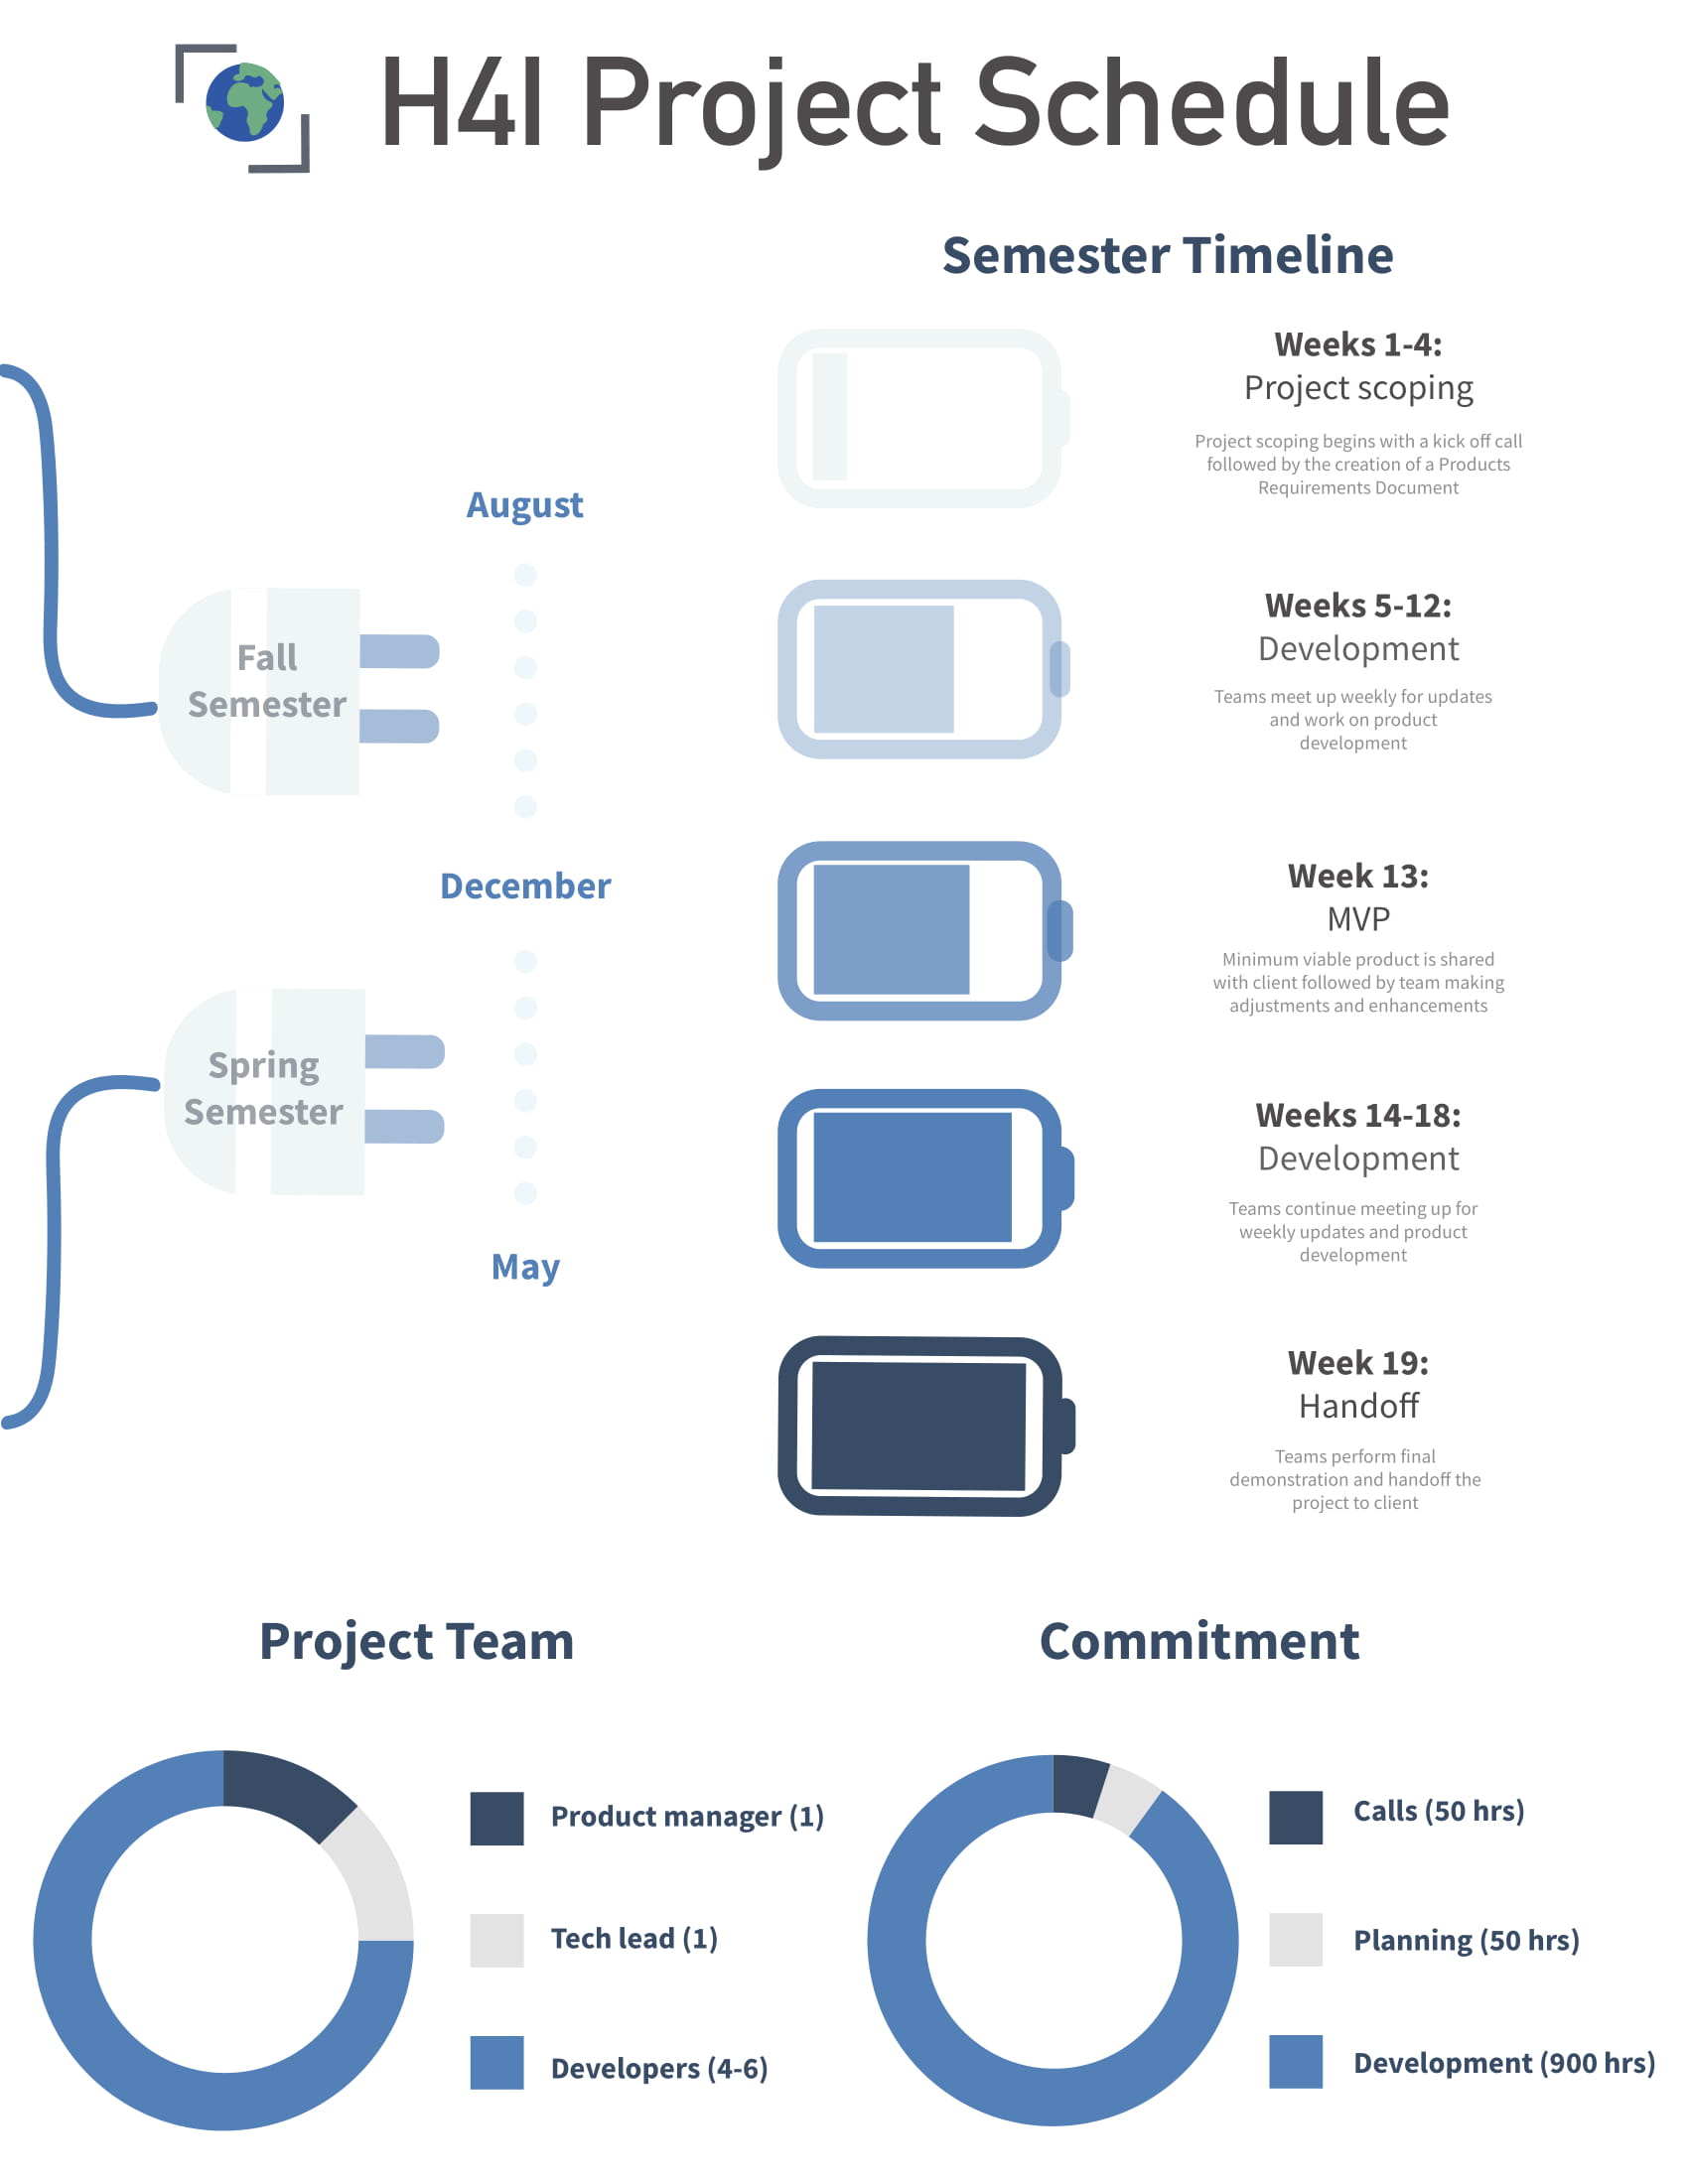 H4I Project Schedule
Semester Timeline
Weeks 1-4:
Project scoping
Project scoping begins with a kick off call
followed by the creation of a Products
Requirements Document
August
Fall
Semester
Weeks 5-12:
Development
Teams meet up weekly for updates
and work on product
development
December
Week 13:
MVP
Minimum viable product is shared
with client followed by team making
adjustments and enhancements
Spring
Semester
Weeks 14-18:
Development
Teams continue meeting up for
weekly updates and product
development
May
Week 19:
Handoff
Teams perform final
demonstration and handoff the
project to client
Project Team
Product manager (1)
Tech lead (1)
Developers (4-6)
Commitment
Calls (50 hrs)
Planning (50 hrs)
Development (900 hrs)